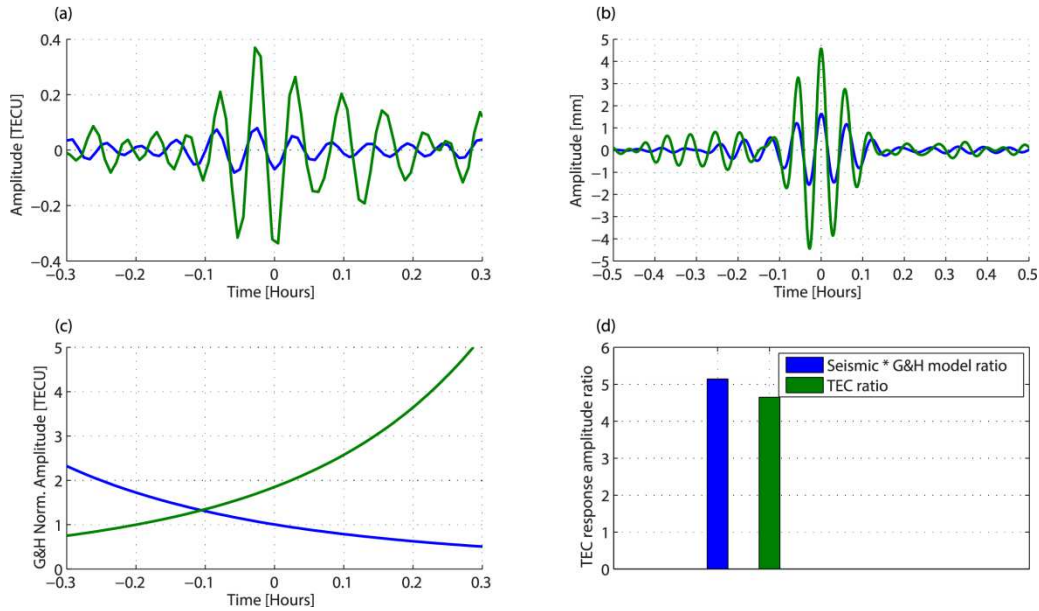 (a)
Amplitude [TECU]
0.4
0.2
0
−0.2
−0.4
−0.3 −0.2 −0.1 0 0.1 0.2 0.3
Time [Hours]
(b)
Amplitude [mm]
5
4
3
2
1
0
−1
−2
−3
−4
−5
−0.5 −0.4 −0.3 −0.2 −0.1 0 0.1 0.2 0.3 0.4 0.5
Time [Hours]
(c)
G&H Norm. Amplitude [TECU]
5
4
3
2
1
0
−0.3 −0.2 −0.1 0 0.1 0.2 0.3
Time [Hours]
(d)
TEC response amplitude ratio
6
5
4
3
2
1
0
Seismic * G&H model ratio
TEC ratio